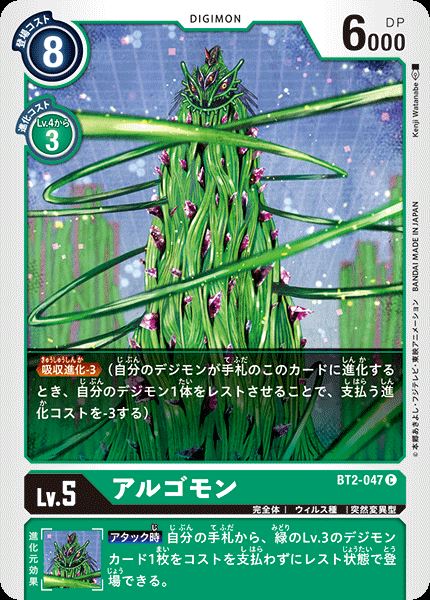 DIGIMON
登場コスト
8
6000
DP
進化コスト
Lv.4から
3
Kenji Watanabe
BANDAI MADE IN JAPAN
©本郷あきよし・フジテレビ・東映アニメーション
吸収進化-3 (自分のデジモンが手札のこのカードに進化する
とき、自分のデジモン1体をレストさせることで、支払う進
化コストを-3する)
BT2-047 C
Lv.5
アルゴモン
完全体 | ウィルス種 | 突然変異型
進化元効果
アタック時 自分の手札から、緑のLv.3のデジモン
カード1枚をコストを支払わずにレスト状態で登
場できる。